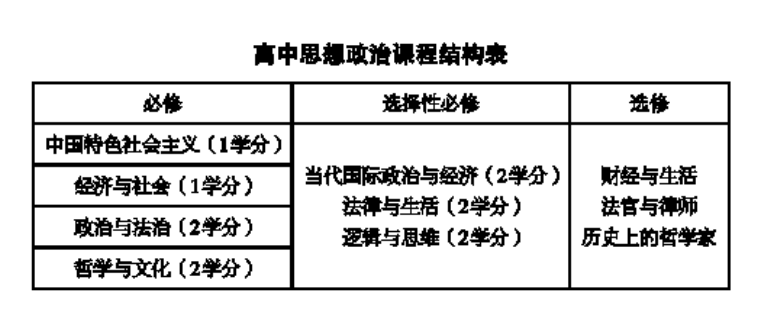 高中思想政治课程结构表
必修
选择性必修
选修
中国特色社会主义（1学分）
经济与社会（1学分）
政治与法治（2学分）
哲学与文化（2学分）
当代国际政治与经济（2学分）
法律与生活（2学分）
逻辑与思维（2学分）
财经与生活
法官与律师
历史上的哲学家